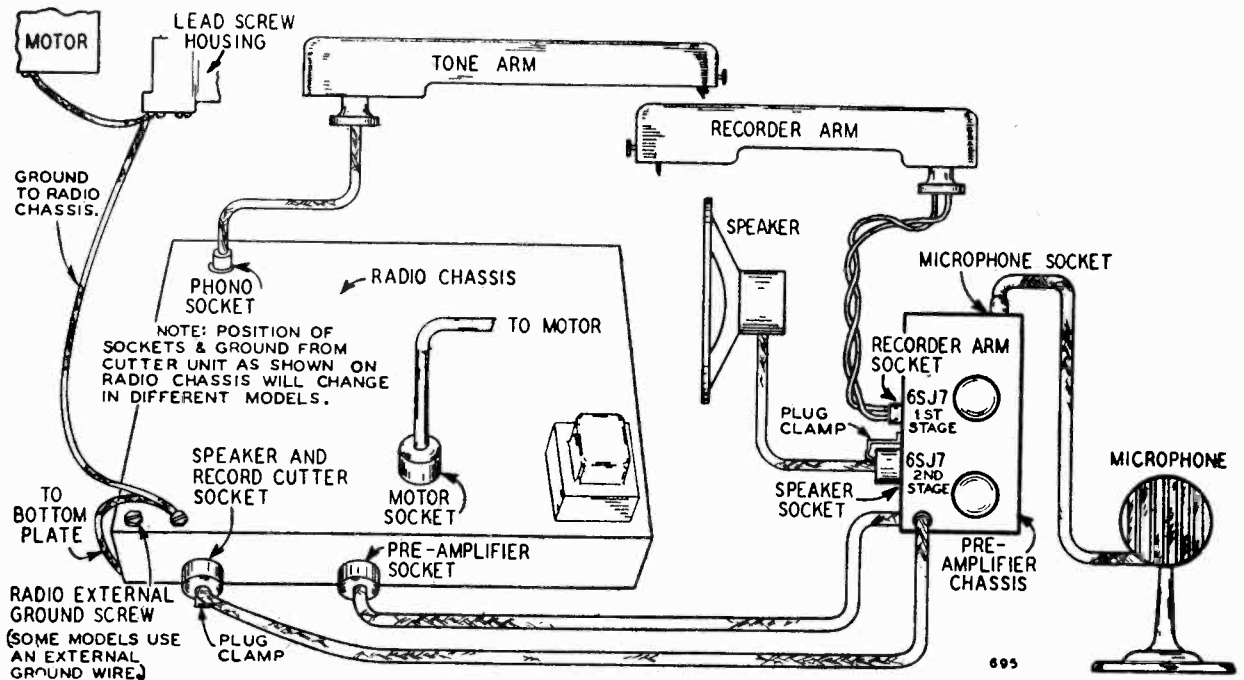 MOTOR
LEAD SCREW
HOUSING
TONE ARM
RECORDER ARM
GROUND
TO RADIO
CHASSIS.
SPEAKER
MICROPHONE SOCKET
PHONO
SOCKET
RADIO CHASSIS
NOTE: POSITION OF
SOCKETS & GROUND FROM
CUTTER UNIT AS SHOWN ON
RADIO CHASSIS WILL CHANGE
IN DIFFERENT MODELS.
TO MOTOR
RECORDER ARM
SOCKET
6SJ7
1ST
STAGE
PLUG
CLAMP
6SJ7
2ND
STAGE
SPEAKER AND
RECORD CUTTER
SOCKET
MOTOR
SOCKET
SPEAKER
SOCKET
MICROPHONE
TO
BOTTOM
PLATE
PRE-AMPLIFIER
SOCKET
PRE-
AMPLIFIER
CHASSIS
RADIO EXTERNAL
GROUND SCREW
(SOME MODELS USE
AN EXTERNAL
GROUND WIRE)
PLUG
CLAMP
695